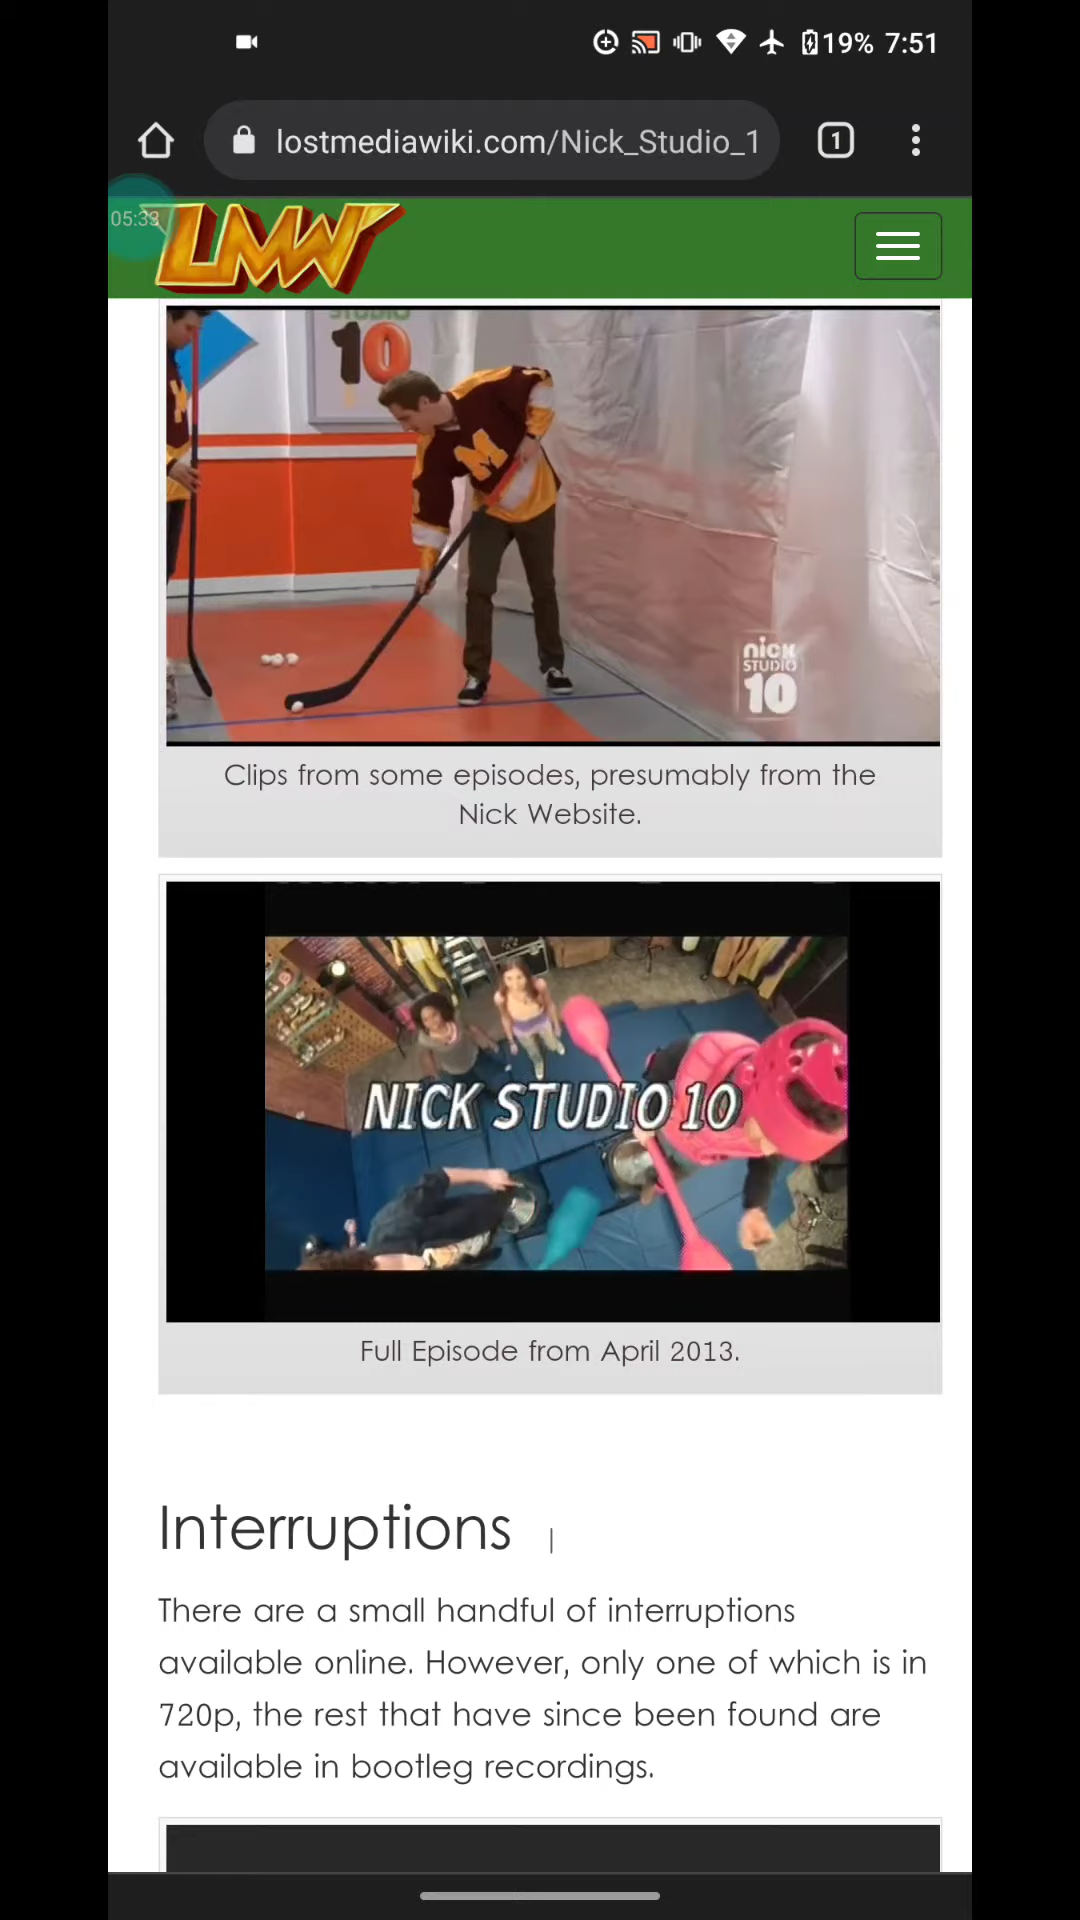 19% 7:51
lostmediawiki.com/Nick_Studio_1
1
05:33
LMW
STUDIO
10
M
M
nick
STUDIO
10
Clips from some episodes, presumably from the
Nick Website.
NICK STUDIO 10
Full Episode from April 2013.
Interruptions |
There are a small handful of interruptions
available online. However, only one of which is in
720p, the rest that have since been found are
available in bootleg recordings.